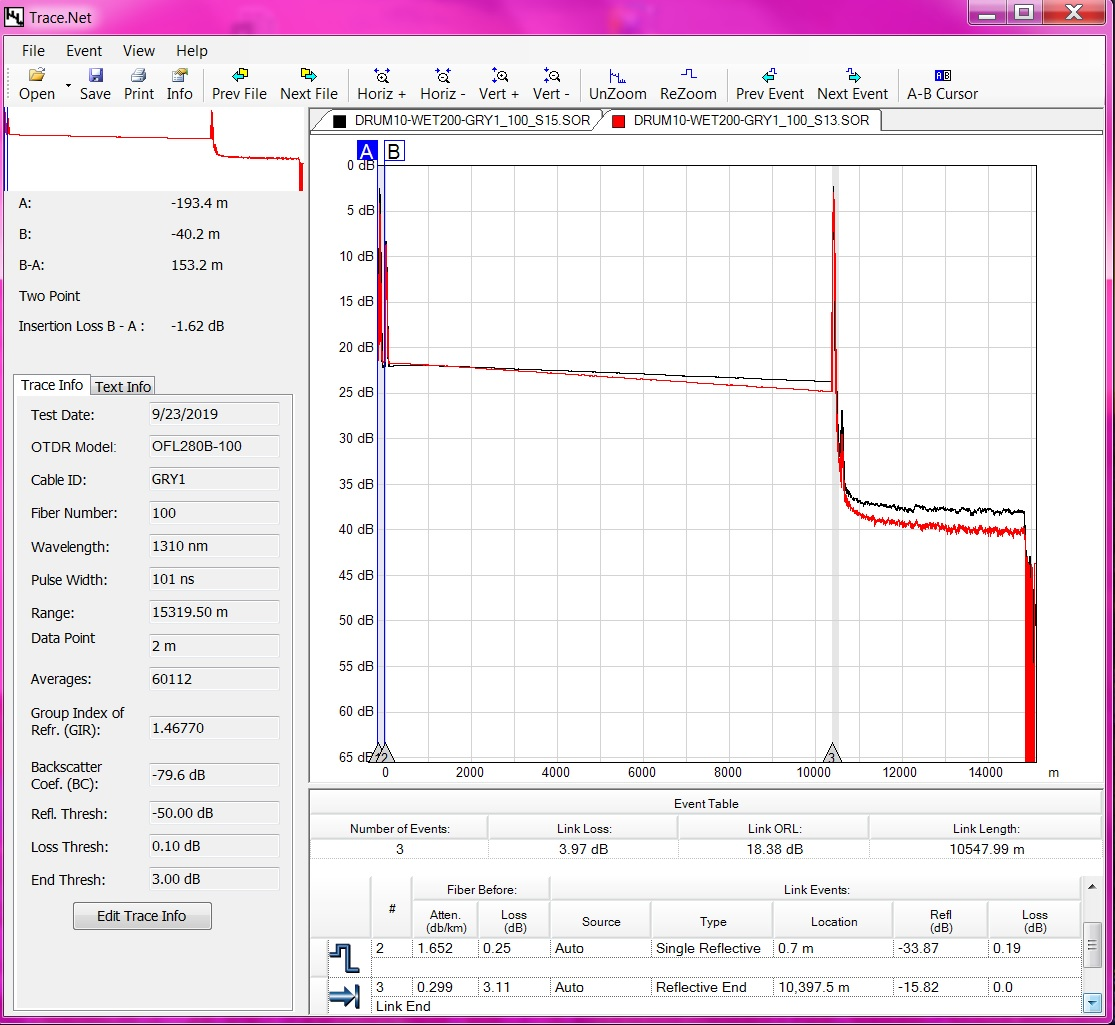 Trace.Net
File Event View Help
Open Save Print Info Prev File Next File Horiz + Horiz - Vert + Vert - UnZoom ReZoom Prev Event Next Event A-B Cursor
DRUM10-WET200-GRY1_100_S15.SOR DRUM10-WET200-GRY1_100_S13.SOR
A B
A: -193.4 m
B: -40.2 m
B-A: 153.2 m
Two Point
Insertion Loss B - A : -1.62 dB
Trace Info Text Info
Test Date: 9/23/2019
OTDR Model: OFL280B-100
Cable ID: GRY1
Fiber Number: 100
Wavelength: 1310 nm
Pulse Width: 101 ns
Range: 15319.50 m
Data Point 2 m
Averages: 60112
Group Index of
Refr. (GIR): 1.46770
Backscatter
Coef. (BC): -79.6 dB
Refl. Thresh: -50.00 dB
Loss Thresh: 0.10 dB
End Thresh: 3.00 dB
Edit Trace Info
0 dB
5 dB
10 dB
15 dB
20 dB
25 dB
30 dB
35 dB
40 dB
45 dB
50 dB
55 dB
60 dB
65 dB
2 3
0 2000 4000 6000 8000 10000 12000 14000 m
Event Table
Number of Events: Link Loss: Link ORL: Link Length:
3 3.97 dB 18.38 dB 10547.99 m
Fiber Before: Link Events:
# Atten. (db/km) Loss (dB) Source Type Location Refl (dB) Loss (dB)
2 1.652 0.25 Auto Single Reflective 0.7 m -33.87 0.19
3 0.299 3.11 Auto Reflective End 10,397.5 m -15.82 0.0
Link End